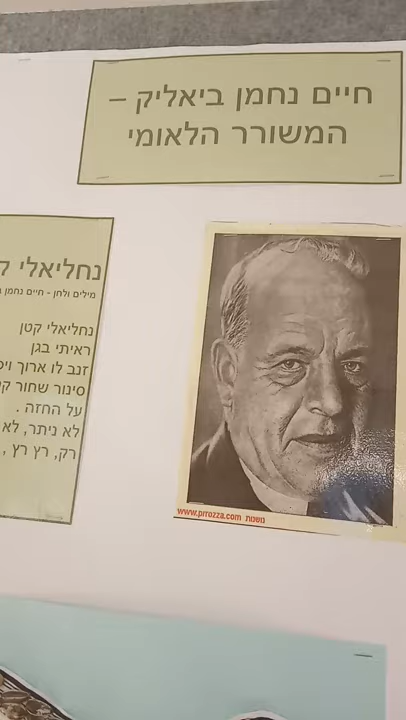 חיים נחמן ביאליק –
המשורר הלאומי
נחליאלי
מילים ולחן - חיים נחמן
נחליאלי קטן
ראיתי בגן
זנב לו ארוך
סינור שחור
על החזה .
לא ניתר, לא
רק, רץ רץ ,
www.pirozza.com